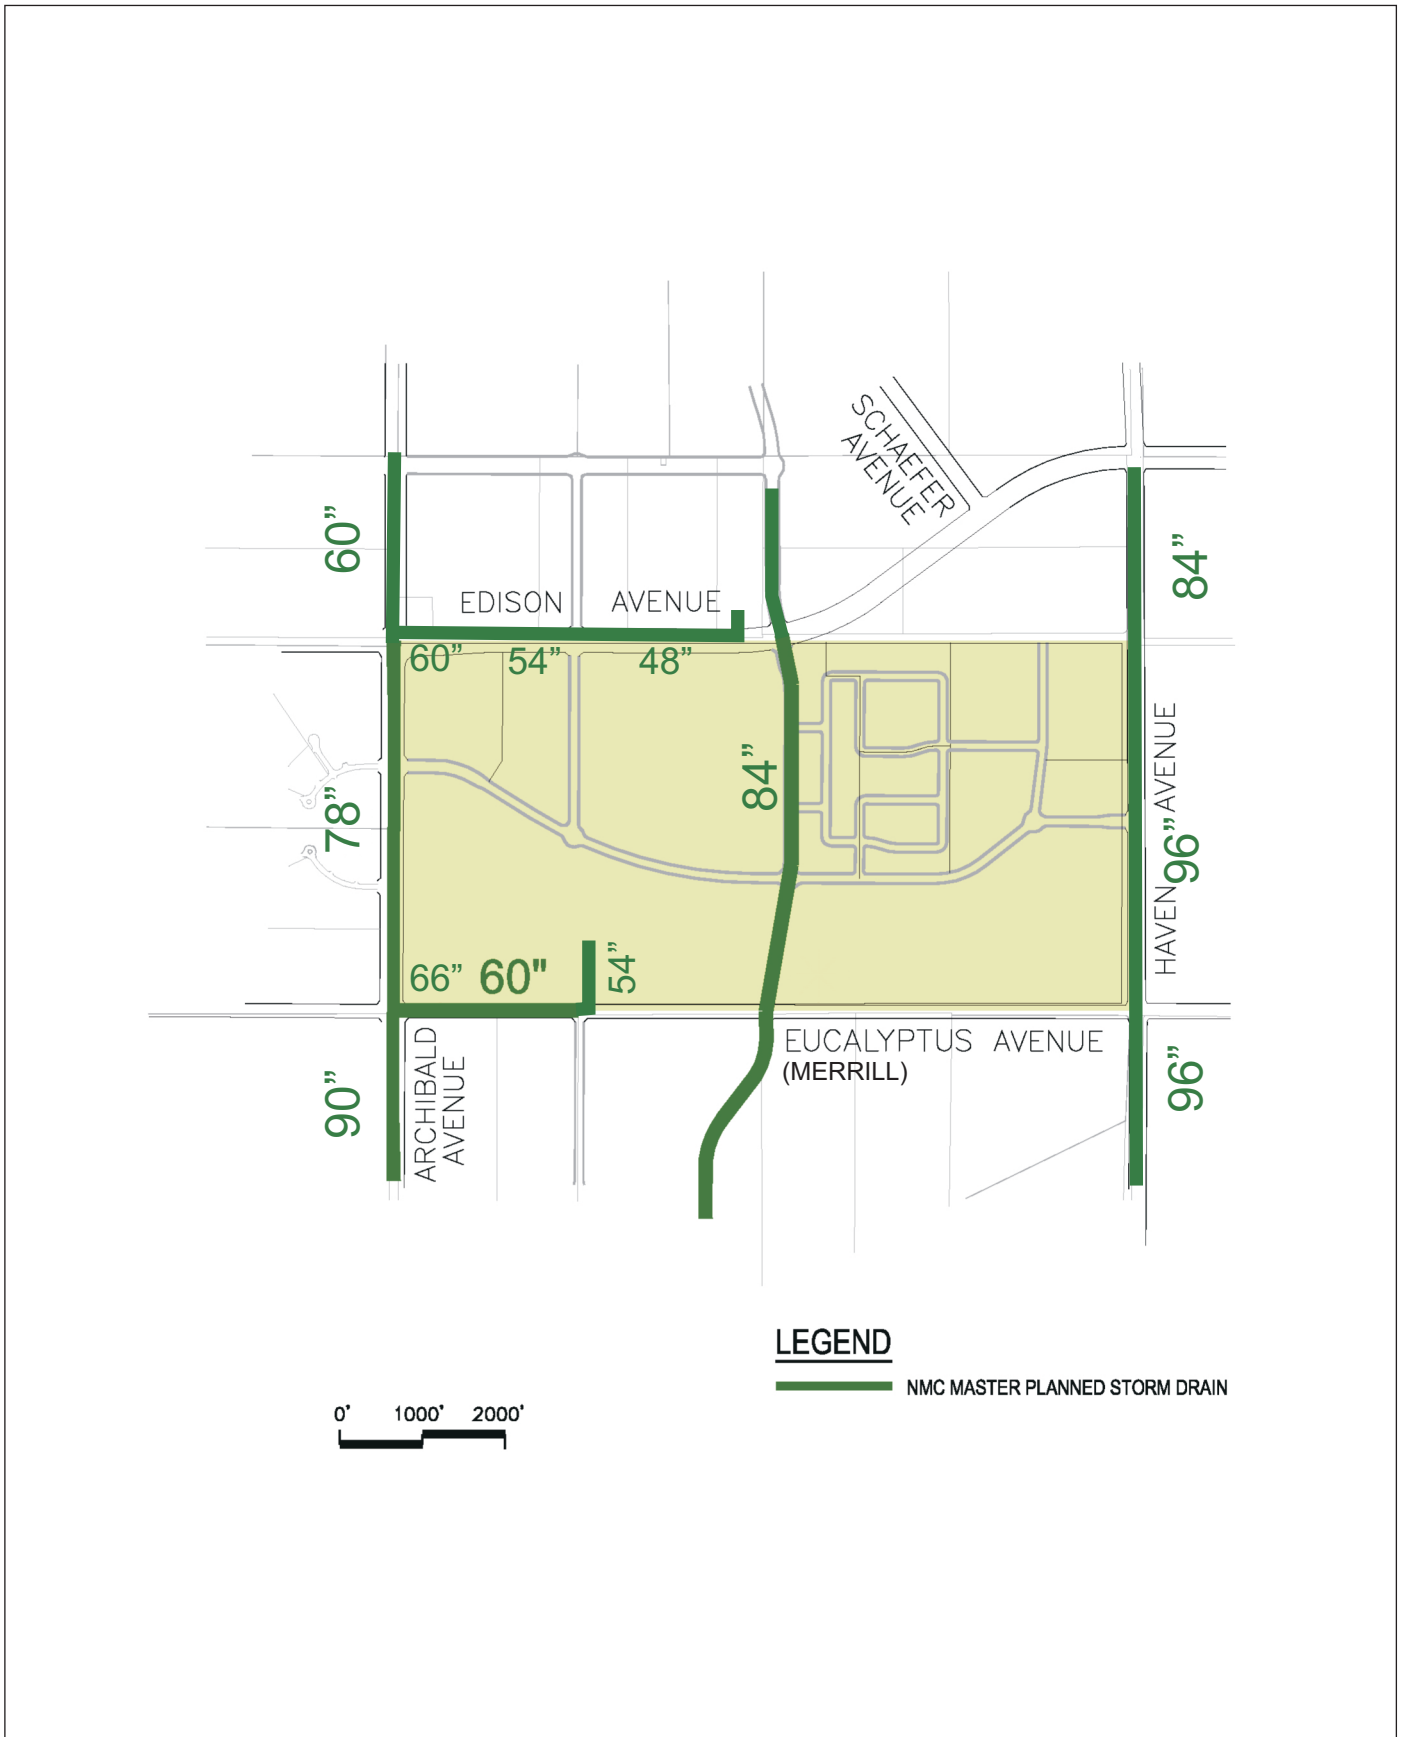 SCHAEFER
AVENUE
60”
84”
EDISON AVENUE
60” 54” 48”
84”
78”
HAVEN AVENUE
96”
66” 60" 54”
EUCALYPTUS AVENUE
(MERRILL)
ARCHIBALD
AVENUE
90”
96”
LEGEND
NMC MASTER PLANNED STORM DRAIN
0' 1000' 2000'